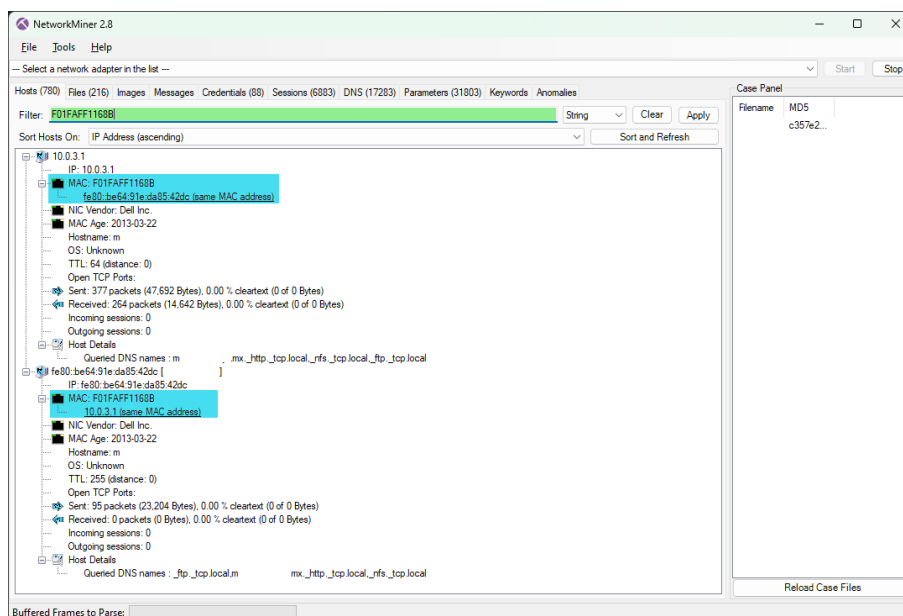 NetworkMiner 2.8
File Tools Help
--- Select a network adapter in the list ---
Start Stop
Hosts (780) Files (216) Images Messages Credentials (88) Sessions (6883) DNS (17283) Parameters (31803) Keywords Anomalies
Filter: F01FAFF1168B String Clear Apply
Sort Hosts On: IP Address (ascending) Sort and Refresh
10.0.3.1
IP: 10.0.3.1
MAC: F01FAFF1168B
fe80::be64:91e:da85:42dc (same MAC address)
NIC Vendor: Dell Inc.
MAC Age: 2013-03-22
Hostname: m
OS: Unknown
TTL: 64 (distance: 0)
Open TCP Ports:
Sent: 377 packets (47,692 Bytes), 0.00 % cleartext (0 of 0 Bytes)
Received: 264 packets (14,642 Bytes), 0.00 % cleartext (0 of 0 Bytes)
Incoming sessions: 0
Outgoing sessions: 0
Host Details
Queried DNS names : m .mx,_http._tcp.local,_nfs._tcp.local,_ftp._tcp.local
fe80::be64:91e:da85:42dc [ ]
IP: fe80::be64:91e:da85:42dc
MAC: F01FAFF1168B
10.0.3.1 (same MAC address)
NIC Vendor: Dell Inc.
MAC Age: 2013-03-22
Hostname: m
OS: Unknown
TTL: 255 (distance: 0)
Open TCP Ports:
Sent: 95 packets (23,204 Bytes), 0.00 % cleartext (0 of 0 Bytes)
Received: 0 packets (0 Bytes), 0.00 % cleartext (0 of 0 Bytes)
Incoming sessions: 0
Outgoing sessions: 0
Host Details
Queried DNS names : _ftp._tcp.local,m mx,_http._tcp.local,_nfs._tcp.local
Case Panel
Filename MD5
c357e2...
Reload Case Files
Buffered Frames to Parse: